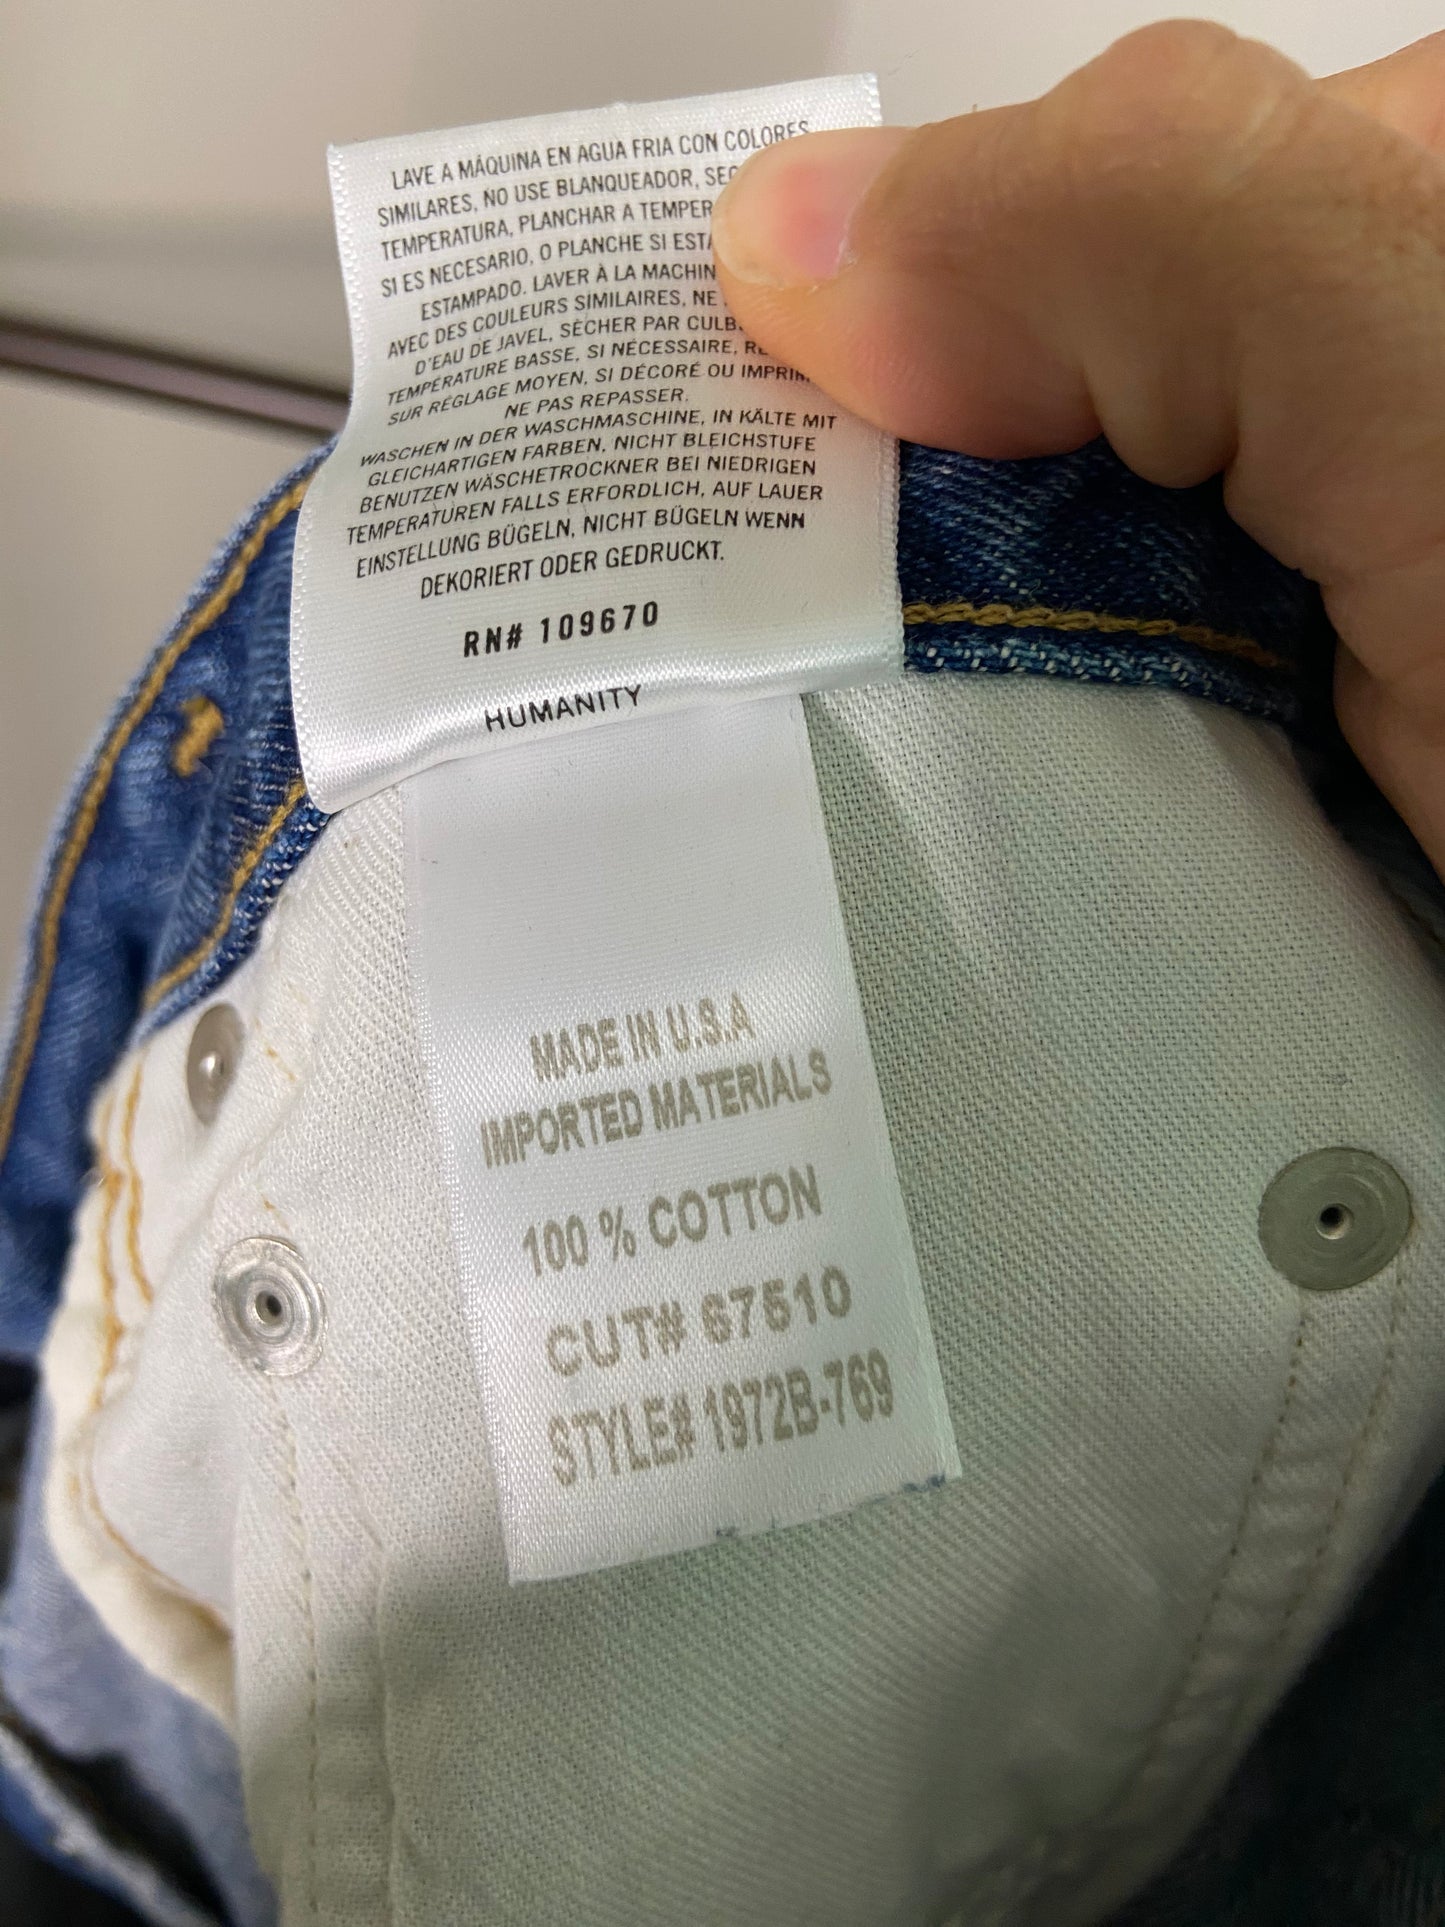 LAVE A MÁQUINA EN AGUA FRIA CON COLORES
SIMILARES, NO USE BLANQUEADOR,
TEMPERATURA, PLANCHAR A
SI ES NECESARIO, O PLANCHE SI
ESTAMPADO. LAVER À LA
AVEC DES COULEURS SIMILAIRES, NE
D'EAU DE JAVEL, SÈCHER PAR
TEMPÉRATURE BASSE, SI NÉCESSAIRE,
SUR RÉGLAGE MOYEN, SI DÉCORÉ OU
NE PAS REPASSER.
WASCHEN IN DER WASCHMASCHINE, IN KÄLTE MIT
GLEICHARTIGEN FARBEN, NICHT BLEICHSTUFE
BENUTZEN WÄSCHETROCKNER BEI NIEDRIGEN
TEMPERATUREN FALLS ERFORDLICH, AUF LAUER
EINSTELLUNG BÜGELN, NICHT BÜGELN WENN
DEKORIERT ODER GEDRUCKT.
RN# 109670
HUMANITY
MADE IN U.S.A
IMPORTED MATERIALS
100 % COTTON
CUT# 67510
STYLE# 1972B-769